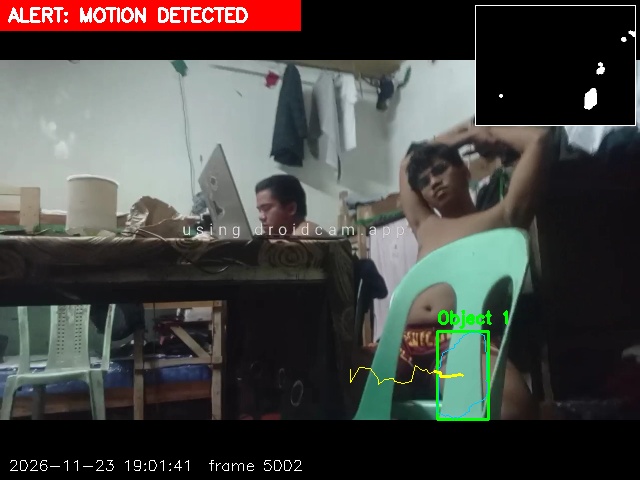 ALERT: MOTION DETECTED
using droidcam.app
Object 1
2026-11-23 19:01:41 frame 5002